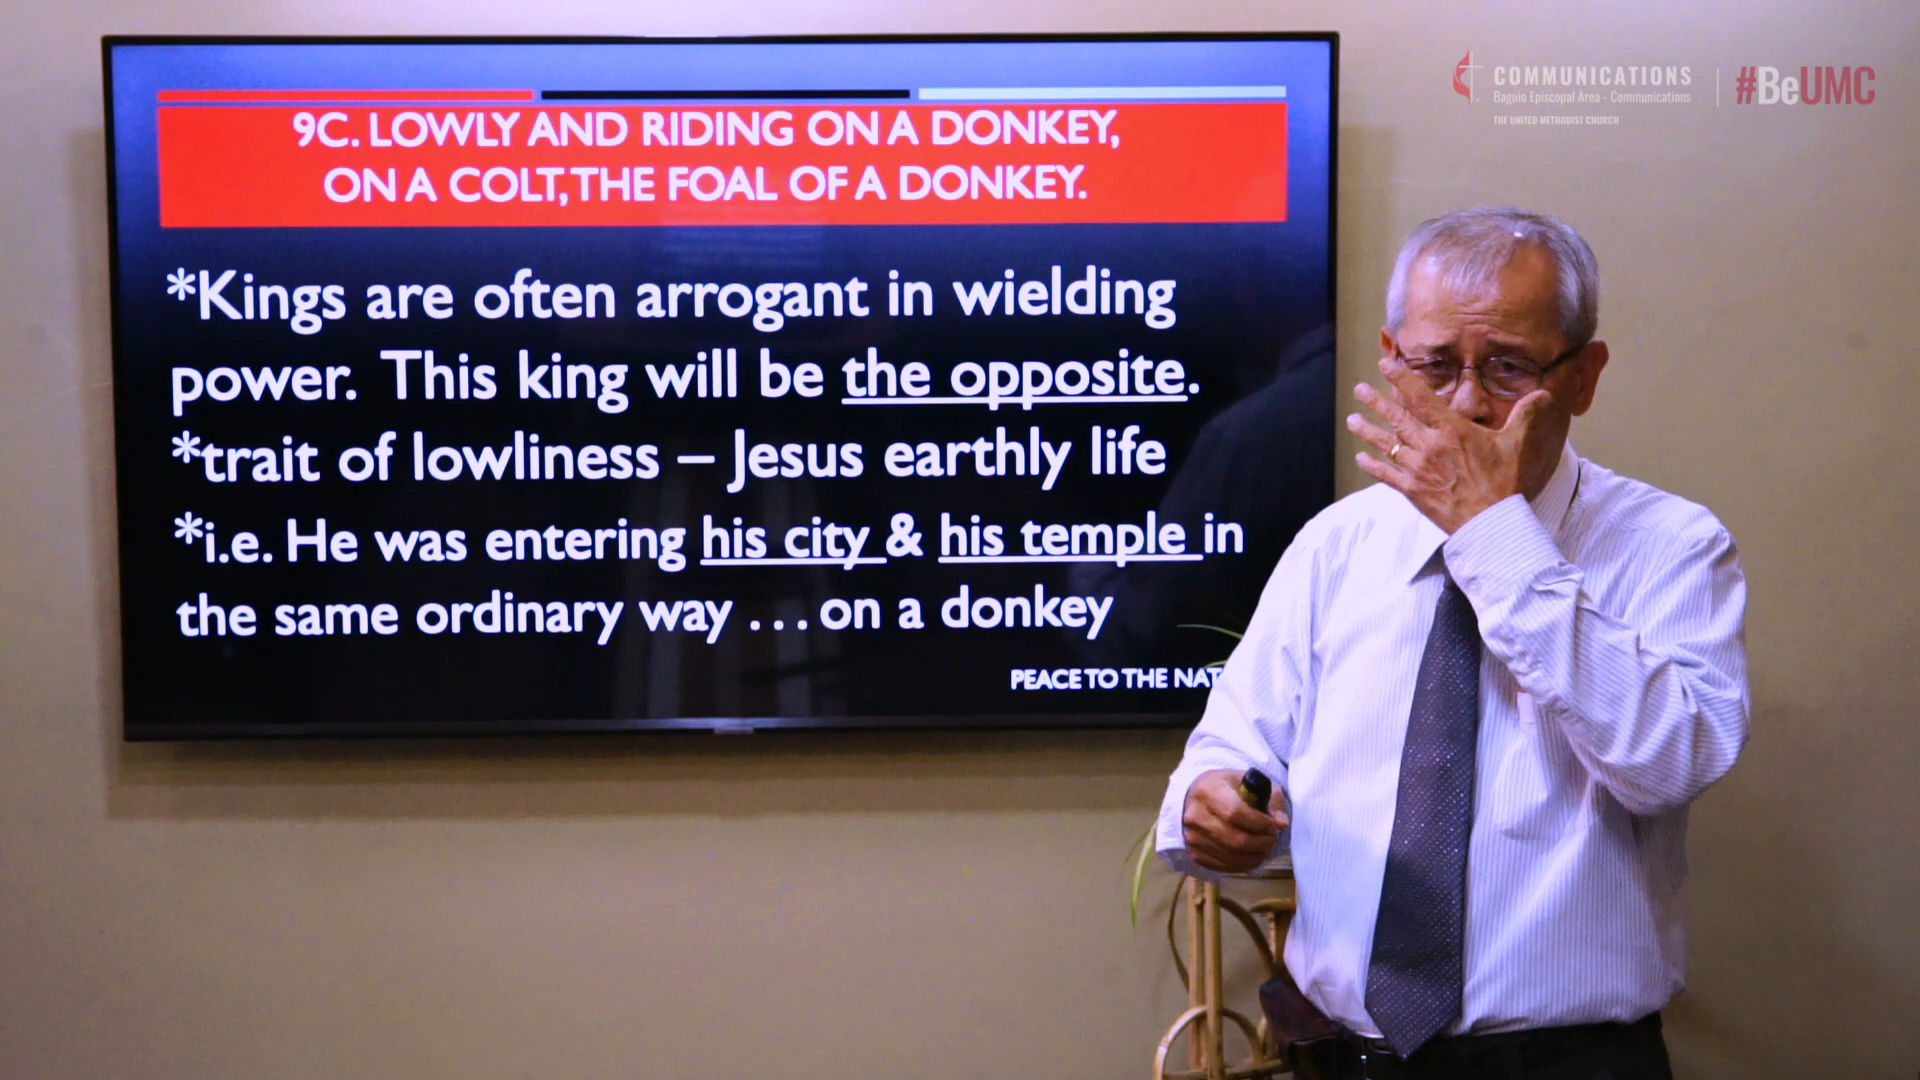 9C. LOWLY AND RIDING ON A DONKEY,
ON A COLT, THE FOAL OF A DONKEY.
*Kings are often arrogant in wielding
power. This king will be the opposite.
*trait of lowliness – Jesus earthly life
*i.e. He was entering his city & his temple in
the same ordinary way . . . on a donkey
PEACE TO THE
COMMUNICATIONS
Baguio Episcopal Area - Communications
THE UNITED METHODIST CHURCH
#BeUMC